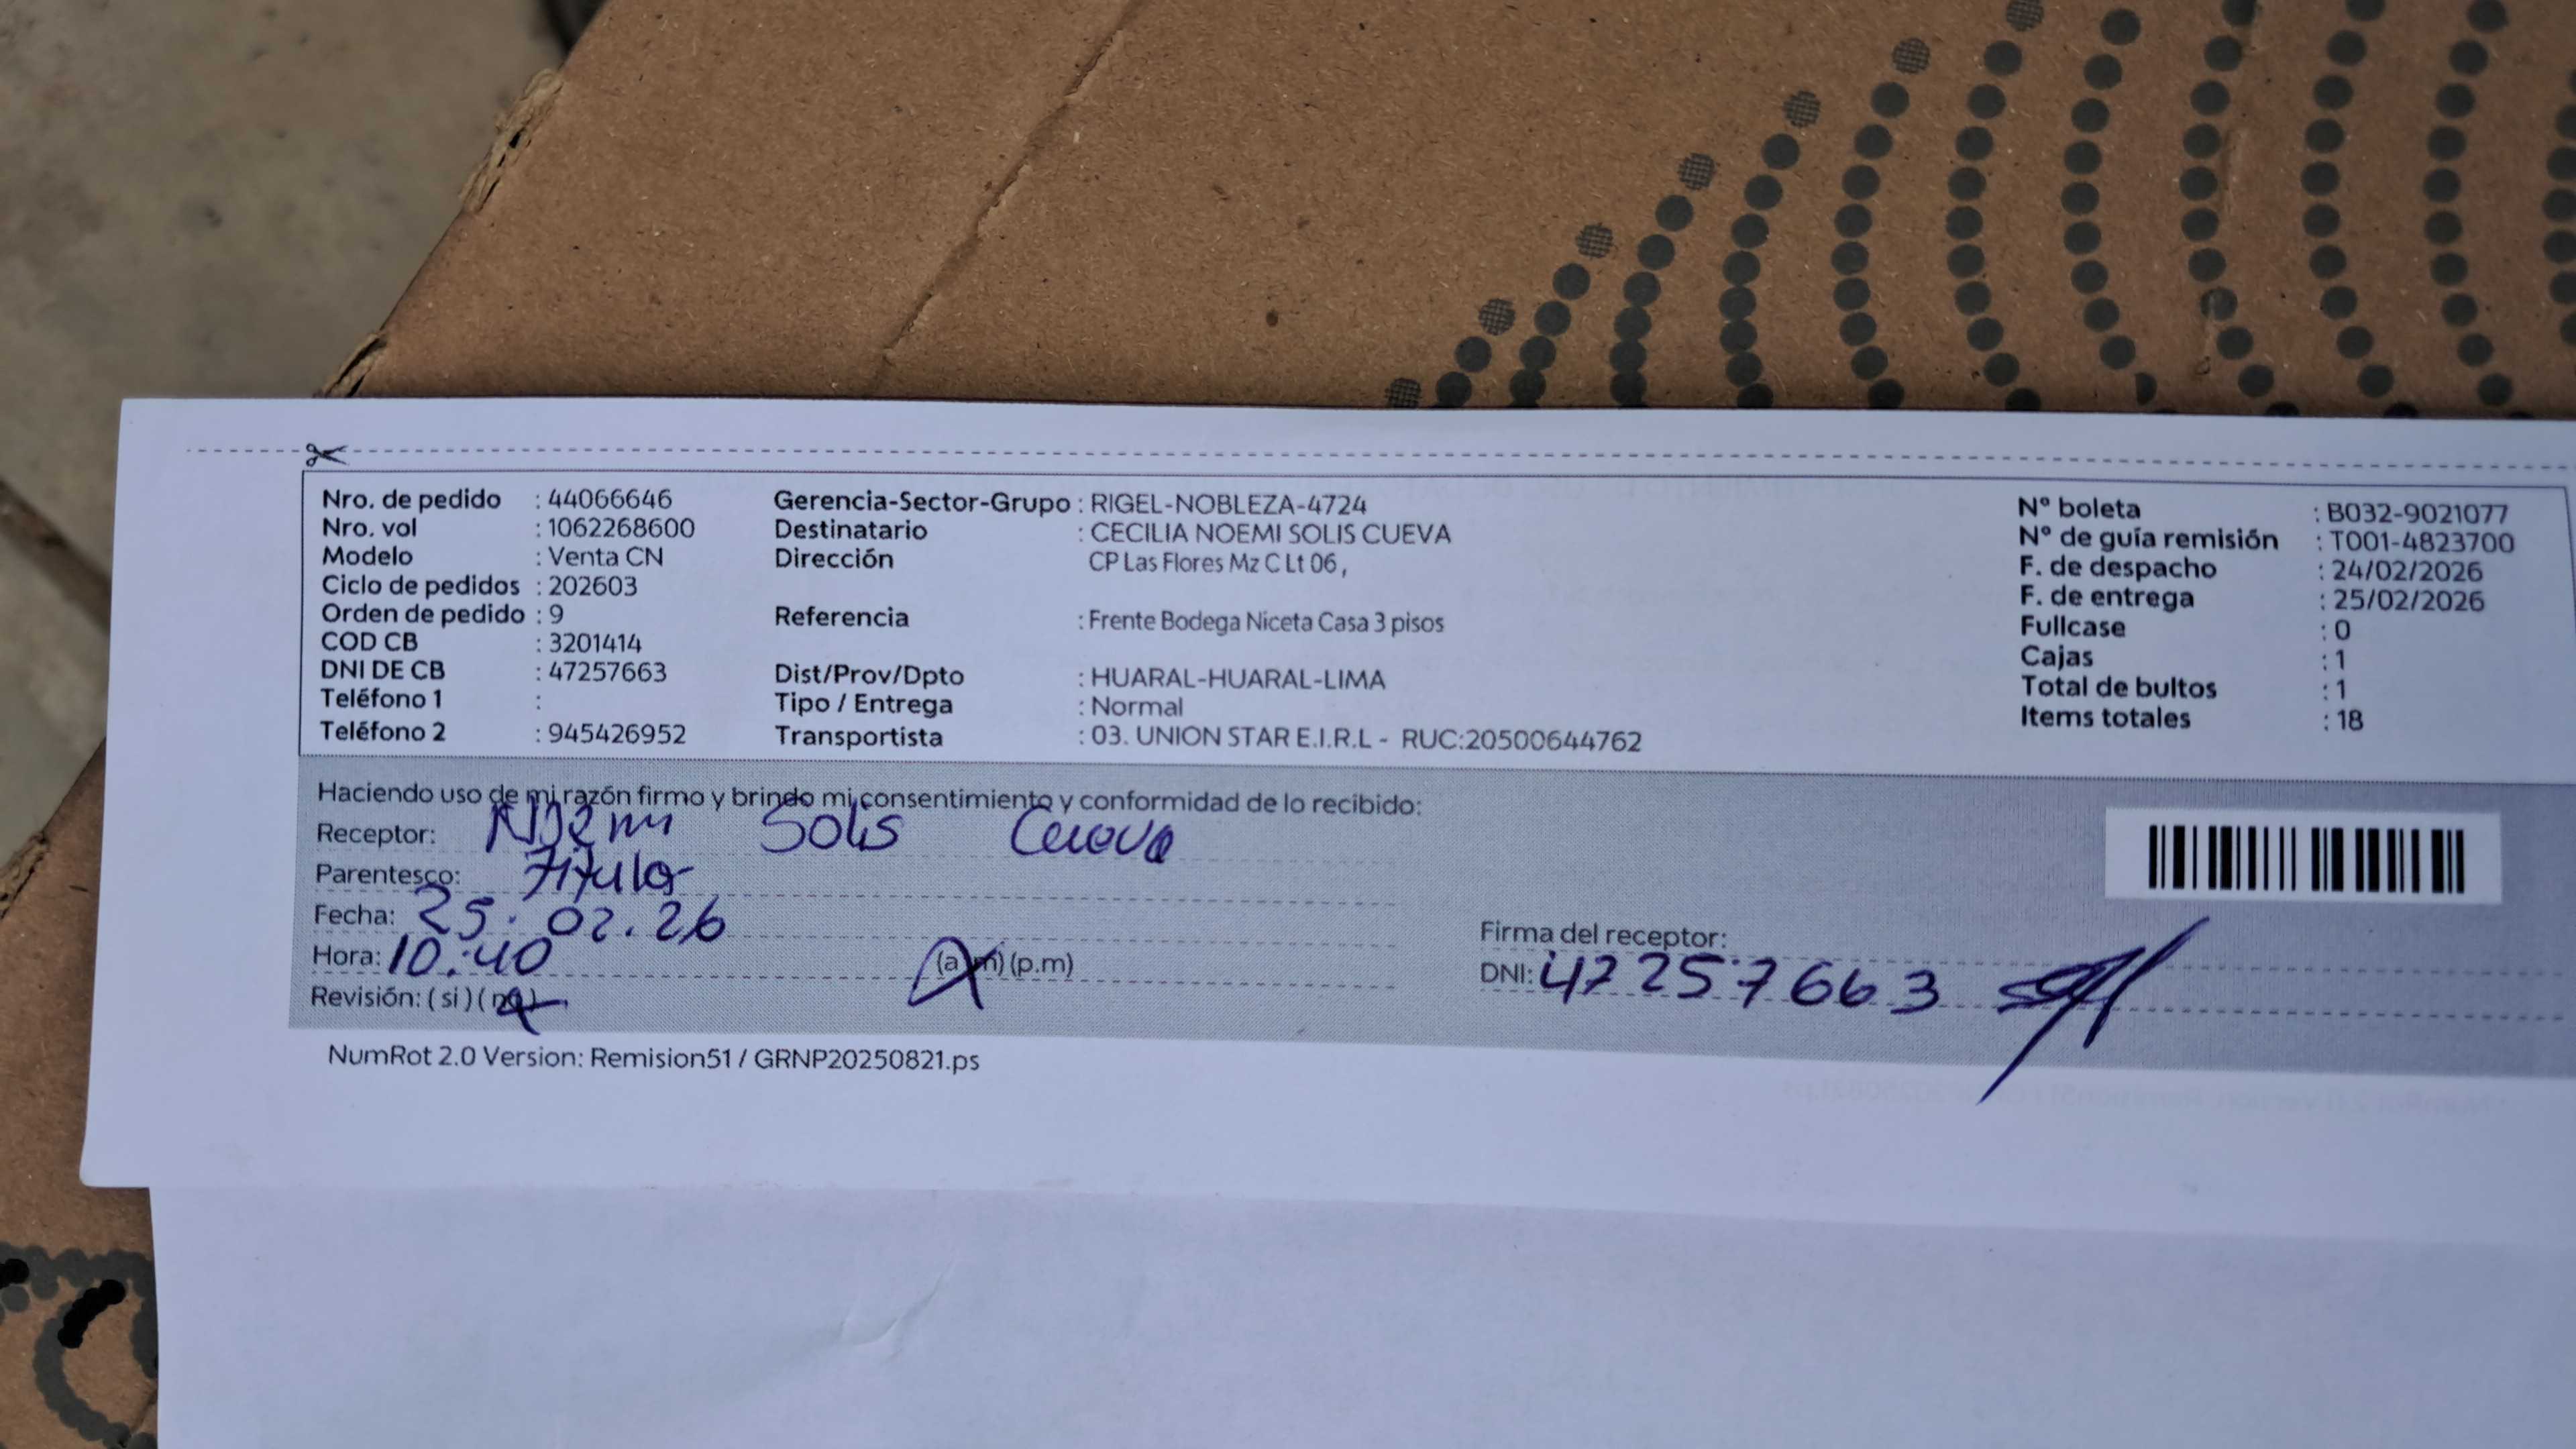 Nro. de pedido : 44066646
Nro. vol : 1062268600
Modelo : Venta CN
Ciclo de pedidos : 202603
Orden de pedido : 9
COD CB : 3201414
DNI DE CB : 47257663
Teléfono 1 :
Teléfono 2 : 945426952
Gerencia-Sector-Grupo : RIGEL-NOBLEZA-4724
Destinatario : CECILIA NOEMI SOLIS CUEVA
Dirección CP Las Flores Mz C Lt 06 ,
Referencia : Frente Bodega Niceta Casa 3 pisos
Dist/Prov/Dpto : HUARAL-HUARAL-LIMA
Tipo / Entrega : Normal
Transportista : 03. UNION STAR E.I.R.L - RUC:20500644762
Nº boleta : B032-9021077
Nº de guía remisión : T001-4823700
F. de despacho : 24/02/2026
F. de entrega : 25/02/2026
Fullcase : 0
Cajas : 1
Total de bultos : 1
Items totales : 18
Haciendo uso de mi razón firmo y brindo mi consentimiento y conformidad de lo recibido:
Receptor: Noemi Solis Cueva
Parentesco: Titular
Fecha: 25.02.26
Hora: 10:40 (a.m) (p.m)
Revisión: ( si ) ( no )
Firma del receptor:
DNI: 47257663
NumRot 2.0 Version: Remision51 / GRNP20250821.ps